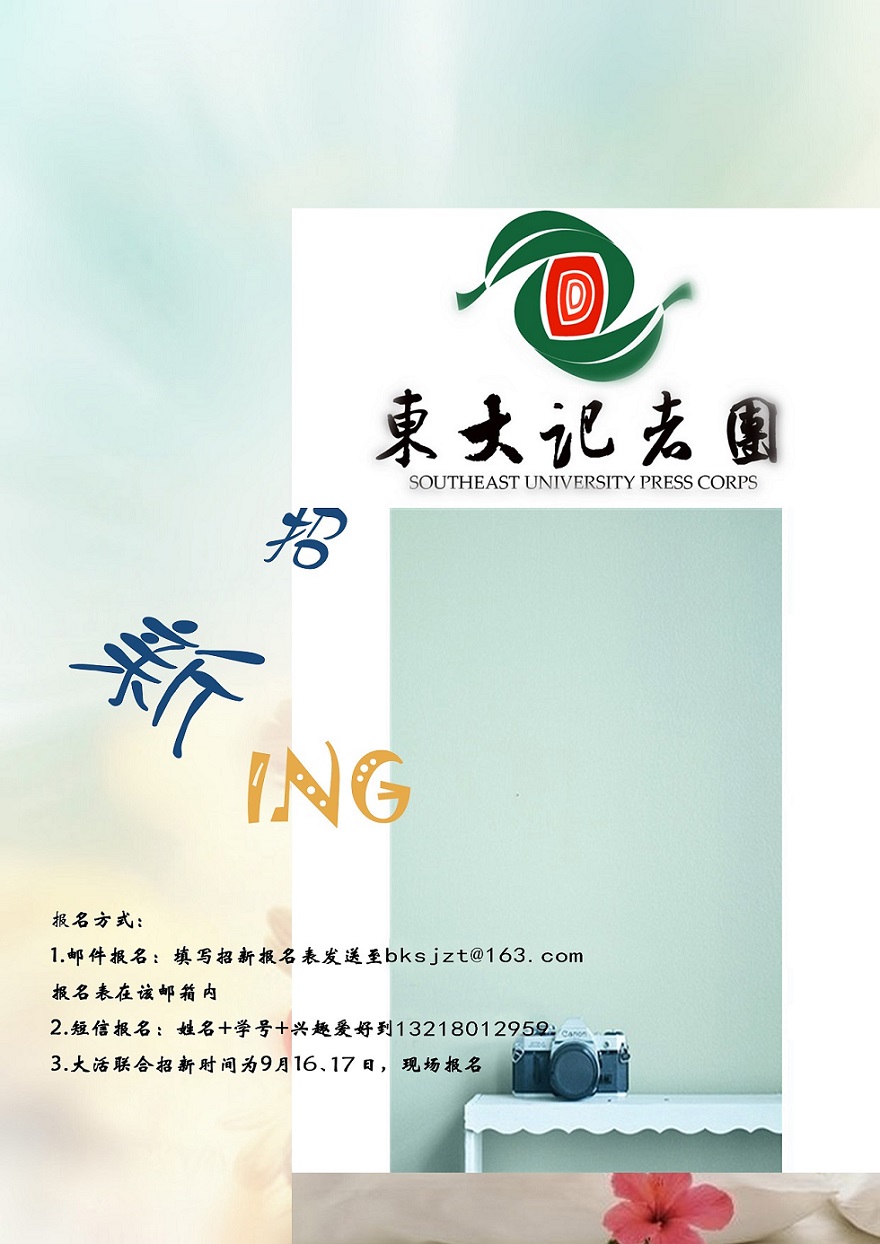 東大记者團
SOUTHEAST UNIVERSITY PRESS CORPS
招
新
ING
报名方式：
1.邮件报名：填写招新报名表发送至bksjzt@163.com
报名表在该邮箱内
2.短信报名：姓名+学号+兴趣爱好到13218012959
3.大活联合招新时间为9月16、17日，现场报名
Canon